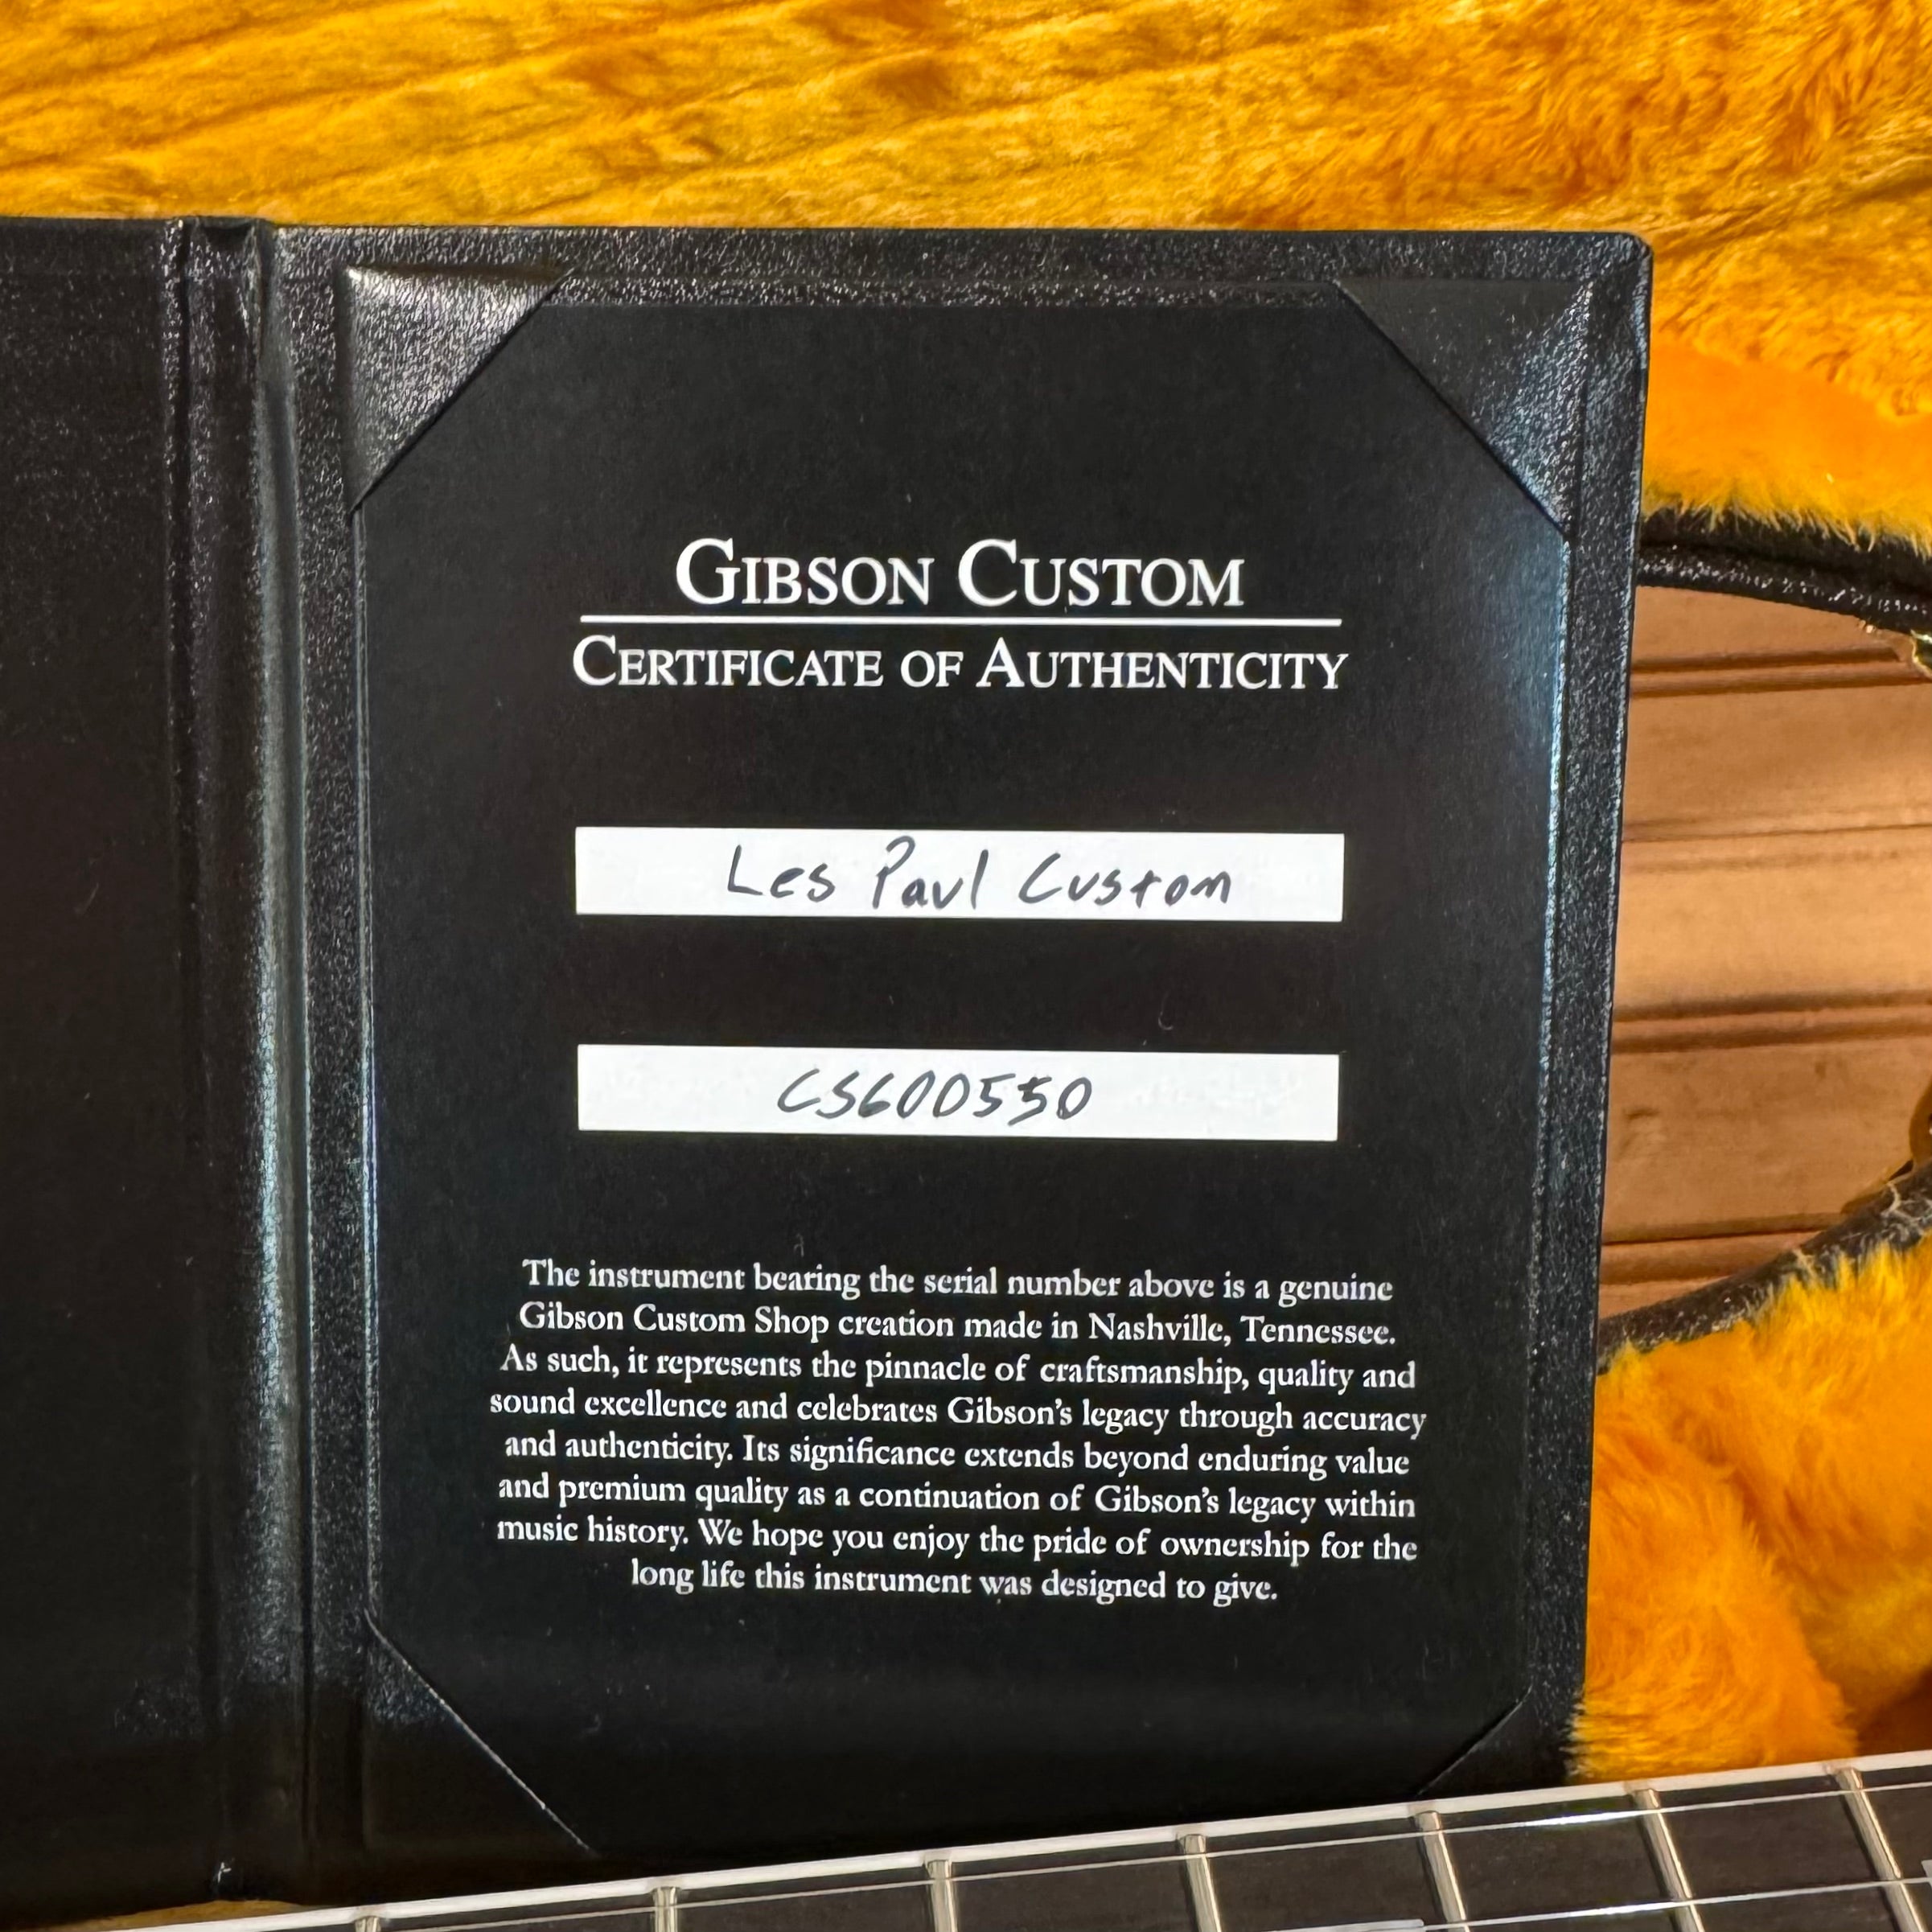 GIBSON CUSTOM
CERTIFICATE OF AUTHENTICITY
Les Paul Custom
CS600550
The instrument bearing the serial number above is a genuine
Gibson Custom Shop creation made in Nashville, Tennessee.
As such, it represents the pinnacle of craftsmanship, quality and
sound excellence and celebrates Gibson's legacy through accuracy
and authenticity. Its significance extends beyond enduring value
and premium quality as a continuation of Gibson's legacy within
music history. We hope you enjoy the pride of ownership for the
long life this instrument was designed to give.